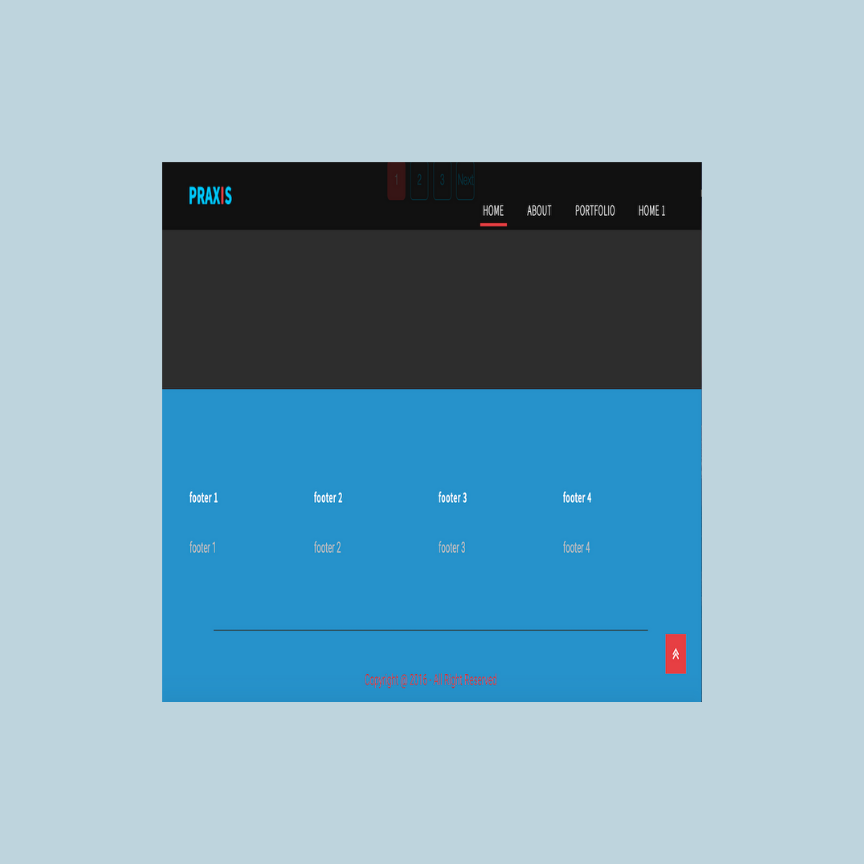 1 2 3 Next
PRAXIS
HOME ABOUT PORTFOLIO HOME 1
footer 1 footer 2 footer 3 footer 4
footer 1 footer 2 footer 3 footer 4
Copyright © 2015 - All Right Reserved